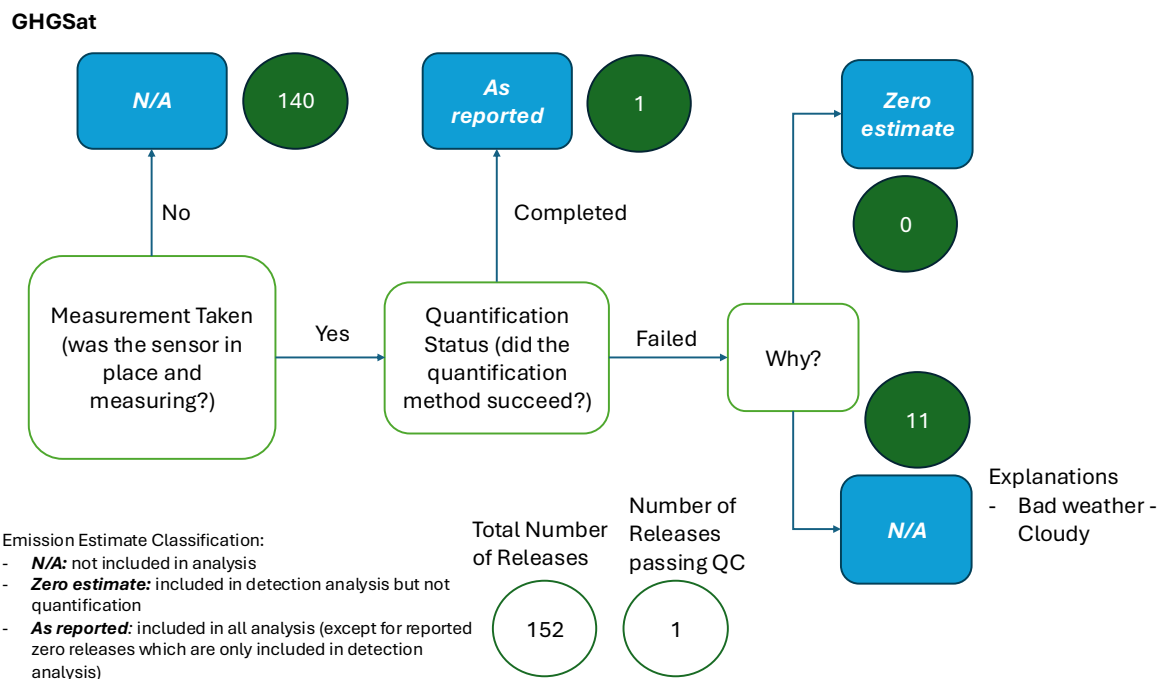 GHGSat
N/A
140
As
reported
1
Zero
estimate
0
No
Completed
Measurement Taken
(was the sensor in
place and
measuring?)
Yes
Quantification
Status (did the
quantification
method succeed?)
Failed
Why?
11
N/A
Explanations
- Bad weather -
Cloudy
Emission Estimate Classification:
- N/A: not included in analysis
- Zero estimate: included in detection analysis but not
quantification
- As reported: included in all analysis (except for reported
zero releases which are only included in detection
analysis)
Total Number
of Releases
152
Number of
Releases
passing QC
1